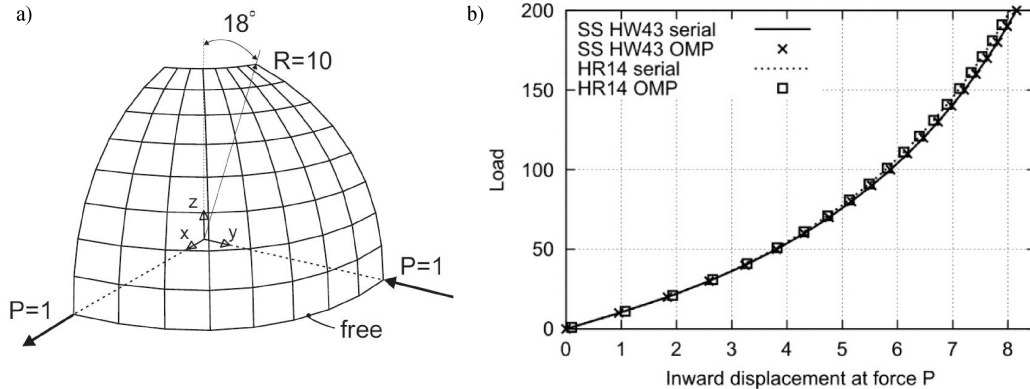 a)
18°
R=10
z
x
y
P=1
P=1
free
b)
200
150
100
50
0
Load
SS HW43 serial
SS HW43 OMP
HR14 serial
HR14 OMP
0 1 2 3 4 5 6 7 8
Inward displacement at force P